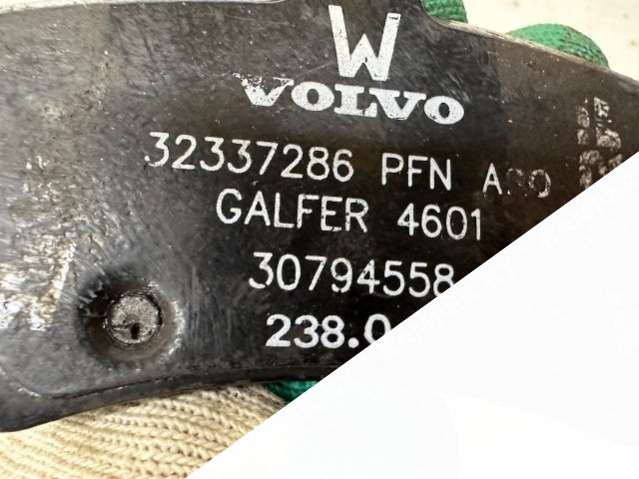 W
VOLVO
32337286 PFN
GALFER 4601
30794558
238.0